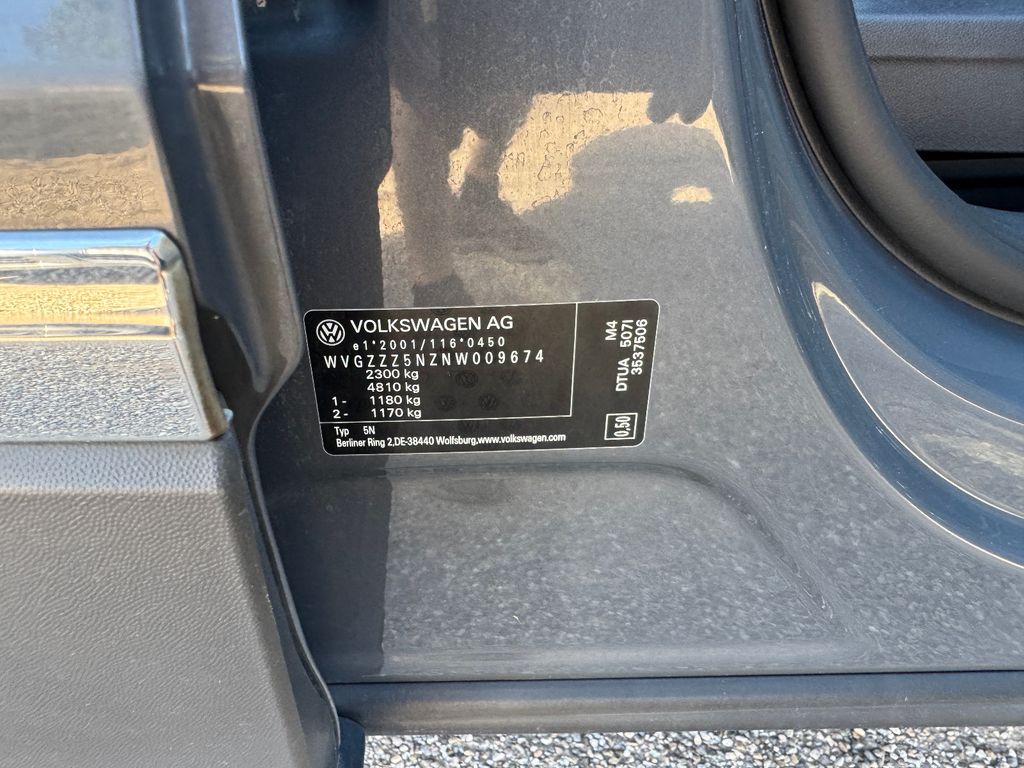 VOLKSWAGEN AG
e1*2001/116*0450
WVGZZZ5NZNW009674
2300 kg
4810 kg
1- 1180 kg
2- 1170 kg
Typ 5N
Berliner Ring 2,DE-38440 Wolfsburg,www.volkswagen.com
M4
DTUA 507I
3537506
0,50